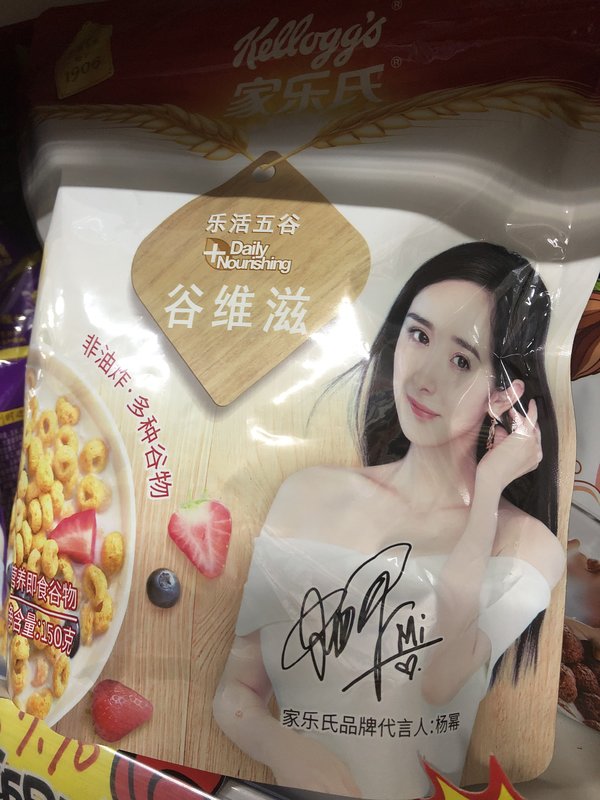 1906
Kellogg's
家乐氏
乐活五谷
+Daily
Nourishing
谷维滋
非油炸·多种谷物
营养即食谷物
净含量:150克
Mi
家乐氏品牌代言人:杨幂